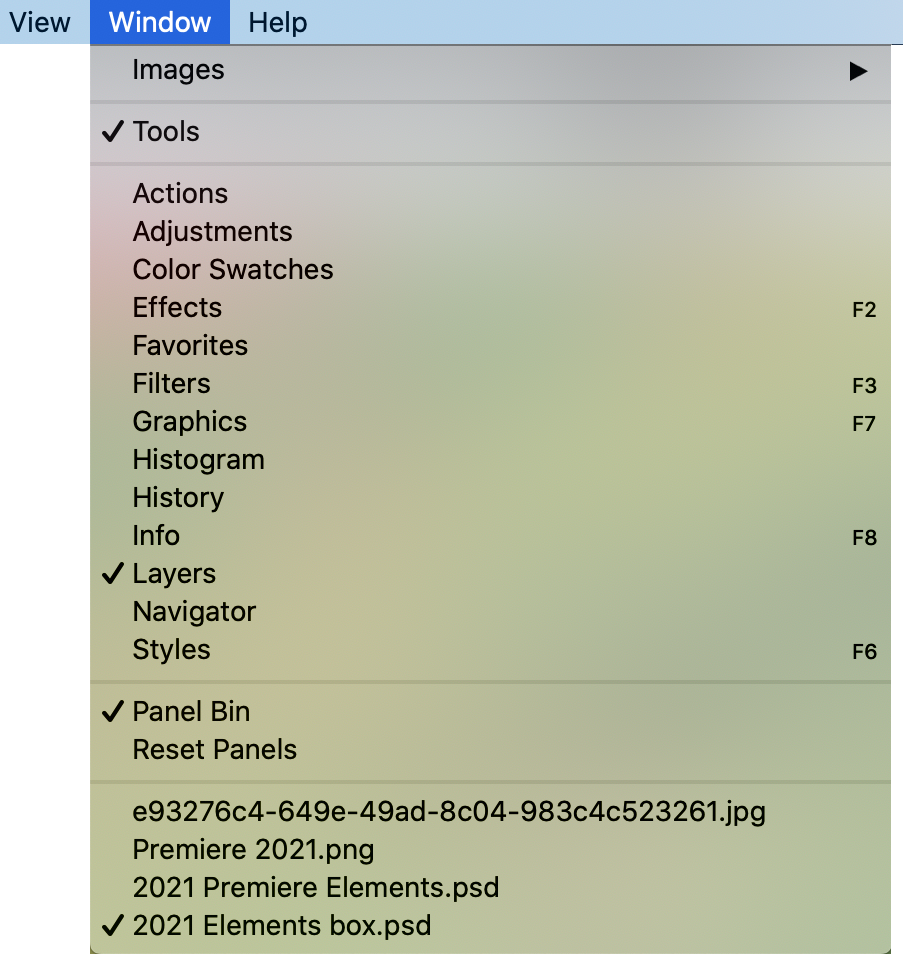 View Window Help
Images ▶
✓ Tools
Actions
Adjustments
Color Swatches
Effects F2
Favorites
Filters F3
Graphics F7
Histogram
History
Info F8
✓ Layers
Navigator
Styles F6
✓ Panel Bin
Reset Panels
e93276c4-649e-49ad-8c04-983c4c523261.jpg
Premiere 2021.png
2021 Premiere Elements.psd
✓ 2021 Elements box.psd